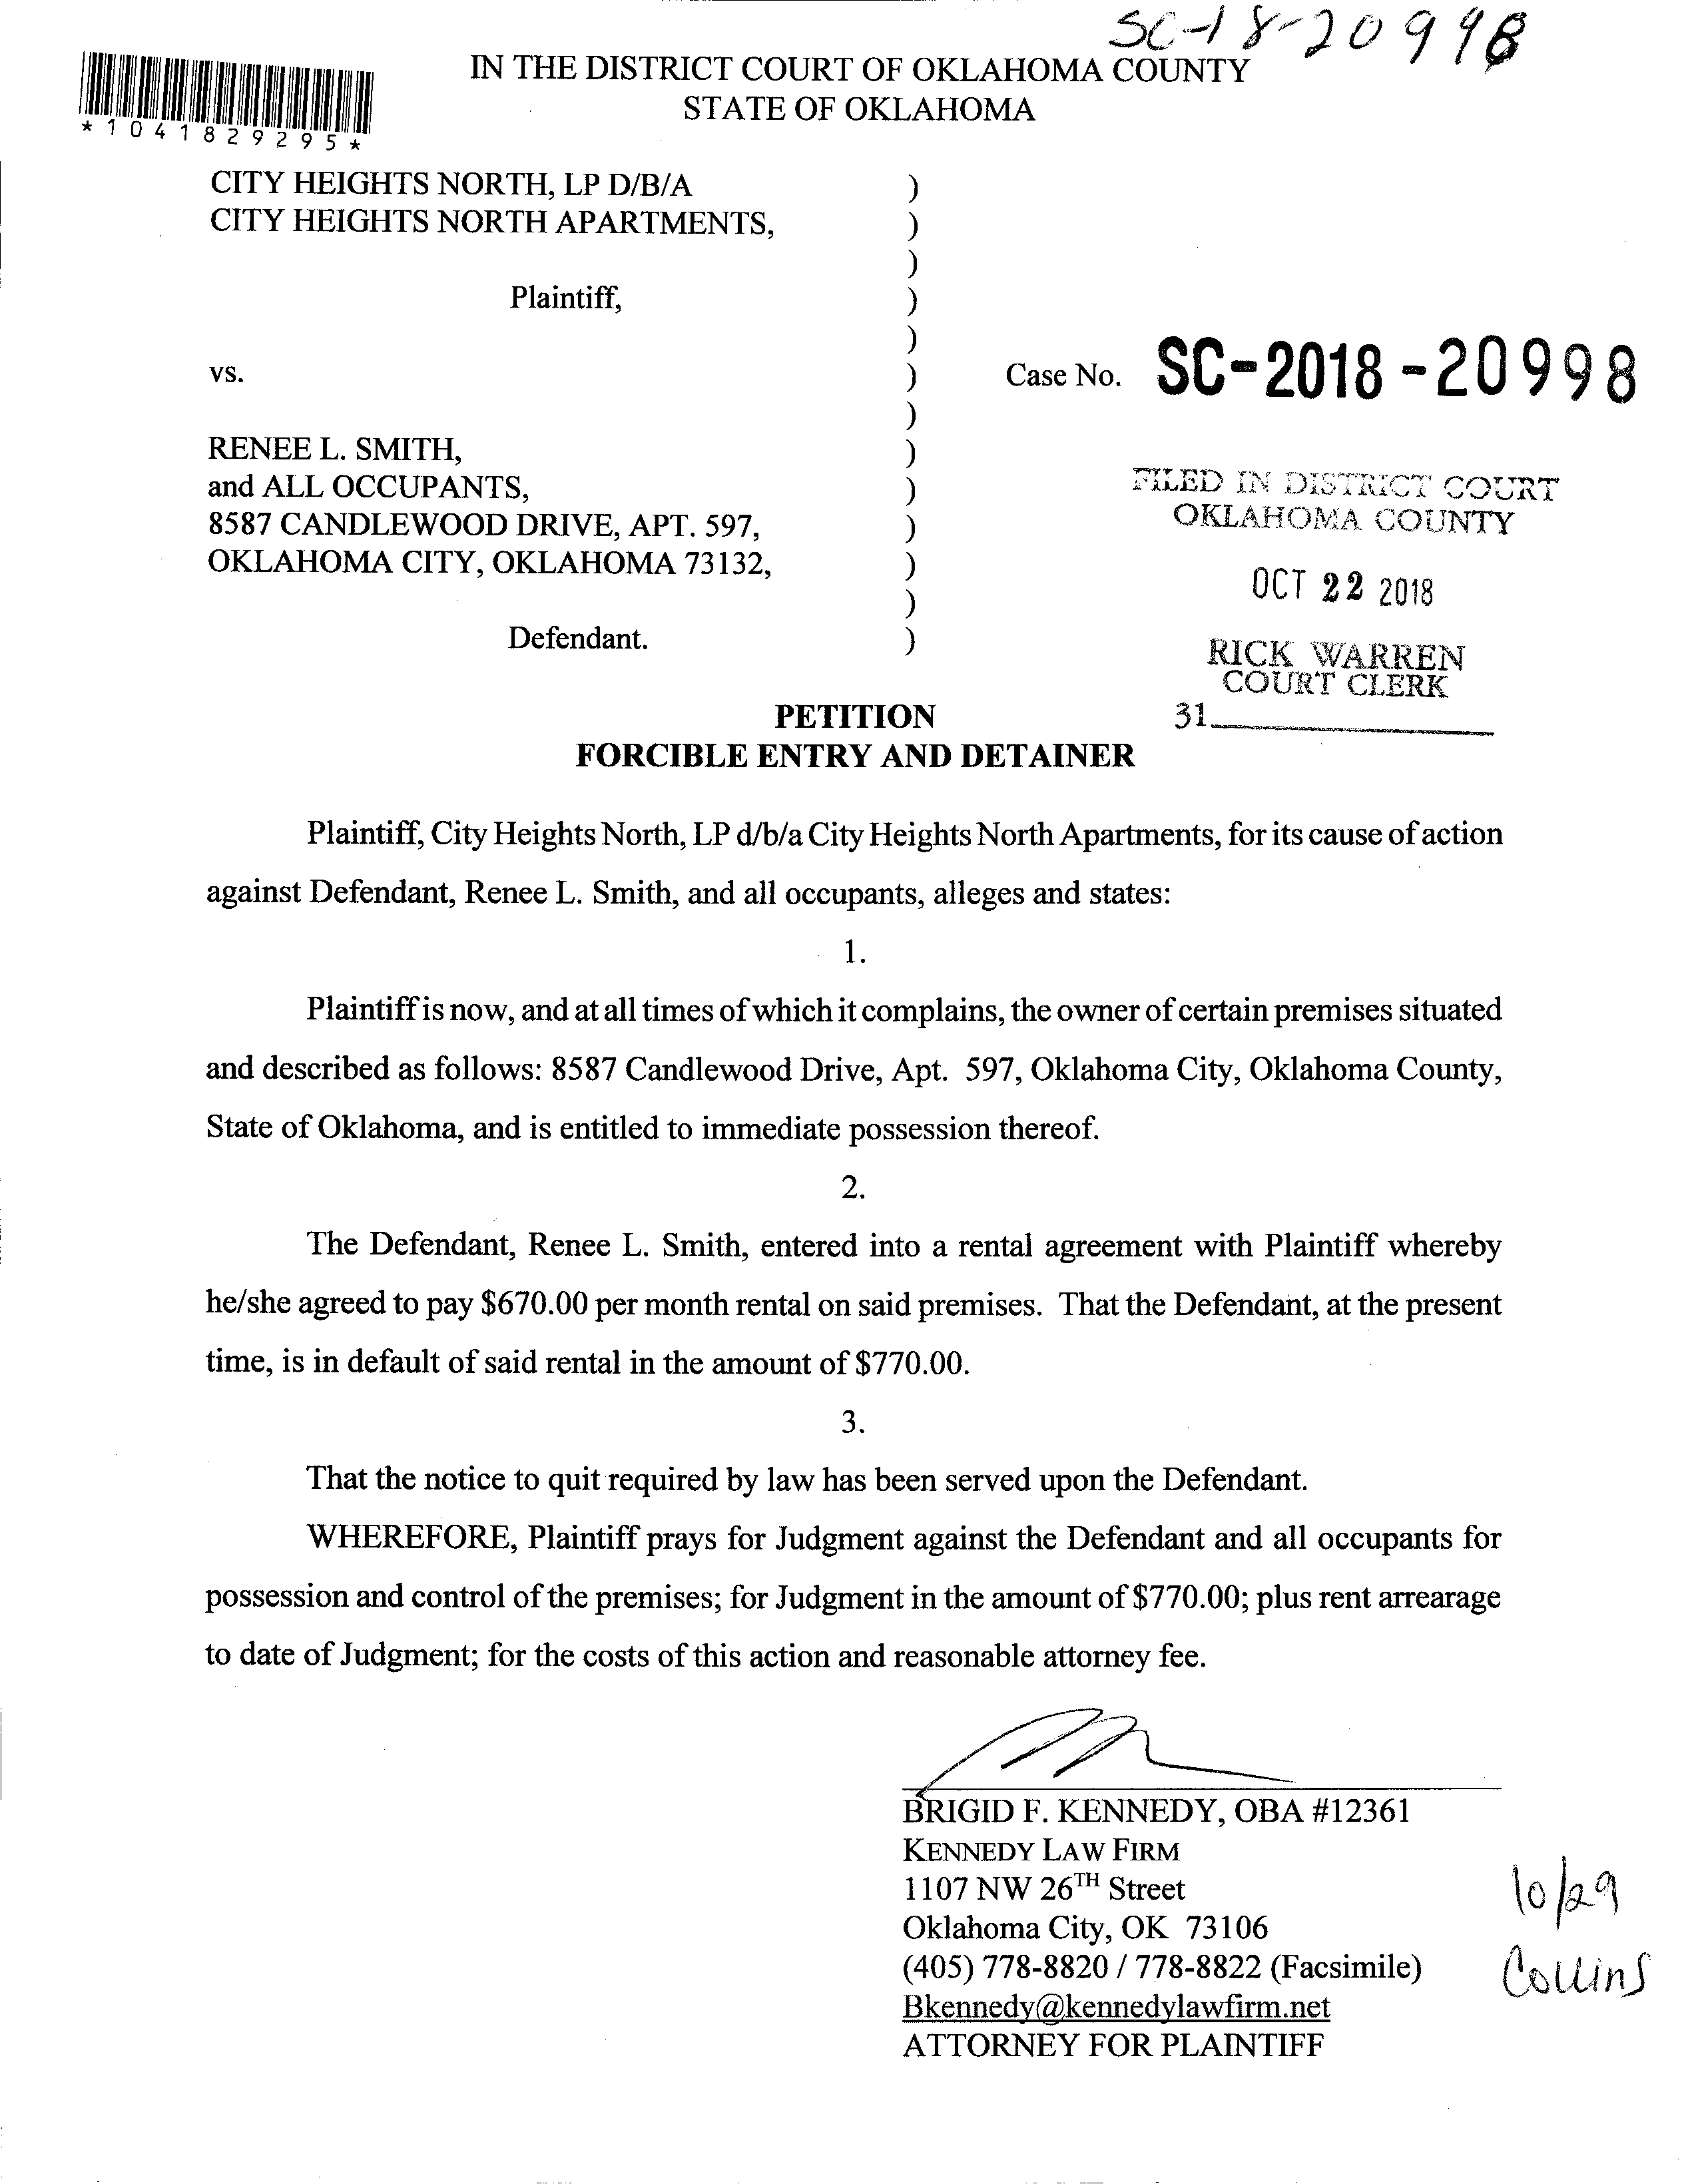 SC-18-20998
IN THE DISTRICT COURT OF OKLAHOMA COUNTY
STATE OF OKLAHOMA
*1041829295*
CITY HEIGHTS NORTH, LP D/B/A )
CITY HEIGHTS NORTH APARTMENTS, )
)
Plaintiff, )
)
vs. ) Case No. SC-2018-20998
)
RENEE L. SMITH, )
and ALL OCCUPANTS, )
8587 CANDLEWOOD DRIVE, APT. 597, )
OKLAHOMA CITY, OKLAHOMA 73132, )
)
Defendant. )
FILED IN DISTRICT COURT
OKLAHOMA COUNTY
OCT 22 2018
RICK WARREN
COURT CLERK
31
PETITION
FORCIBLE ENTRY AND DETAINER
Plaintiff, City Heights North, LP d/b/a City Heights North Apartments, for its cause of action
against Defendant, Renee L. Smith, and all occupants, alleges and states:
1.
Plaintiff is now, and at all times of which it complains, the owner of certain premises situated
and described as follows: 8587 Candlewood Drive, Apt. 597, Oklahoma City, Oklahoma County,
State of Oklahoma, and is entitled to immediate possession thereof.
2.
The Defendant, Renee L. Smith, entered into a rental agreement with Plaintiff whereby
he/she agreed to pay $670.00 per month rental on said premises. That the Defendant, at the present
time, is in default of said rental in the amount of $770.00.
3.
That the notice to quit required by law has been served upon the Defendant.
WHEREFORE, Plaintiff prays for Judgment against the Defendant and all occupants for
possession and control of the premises; for Judgment in the amount of $770.00; plus rent arrearage
to date of Judgment; for the costs of this action and reasonable attorney fee.
BRIGID F. KENNEDY, OBA #12361
KENNEDY LAW FIRM
1107 NW 26TH Street
Oklahoma City, OK 73106
(405) 778-8820 / 778-8822 (Facsimile)
Bkennedy@kennedylawfirm.net
ATTORNEY FOR PLAINTIFF
10/29
Collins